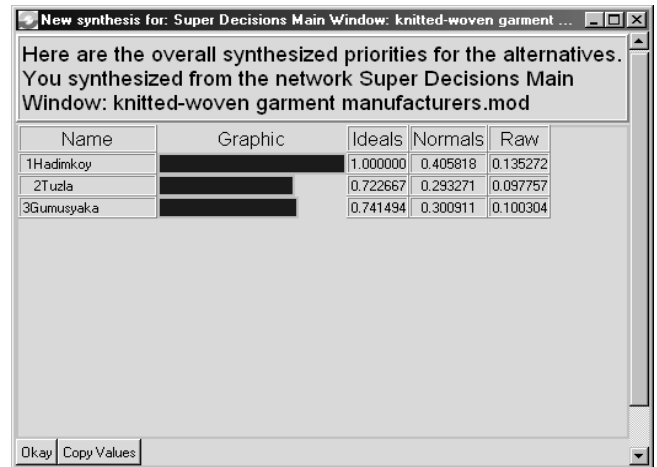 New synthesis for: Super Decisions Main Window: knitted-woven garment ...
Here are the overall synthesized priorities for the alternatives.
You synthesized from the network Super Decisions Main
Window: knitted-woven garment manufacturers.mod
Name Graphic Ideals Normals Raw
1Hadimkoy 1.000000 0.405818 0.135272
2Tuzla 0.722667 0.293271 0.097757
3Gumusyaka 0.741494 0.300911 0.100304
Okay Copy Values